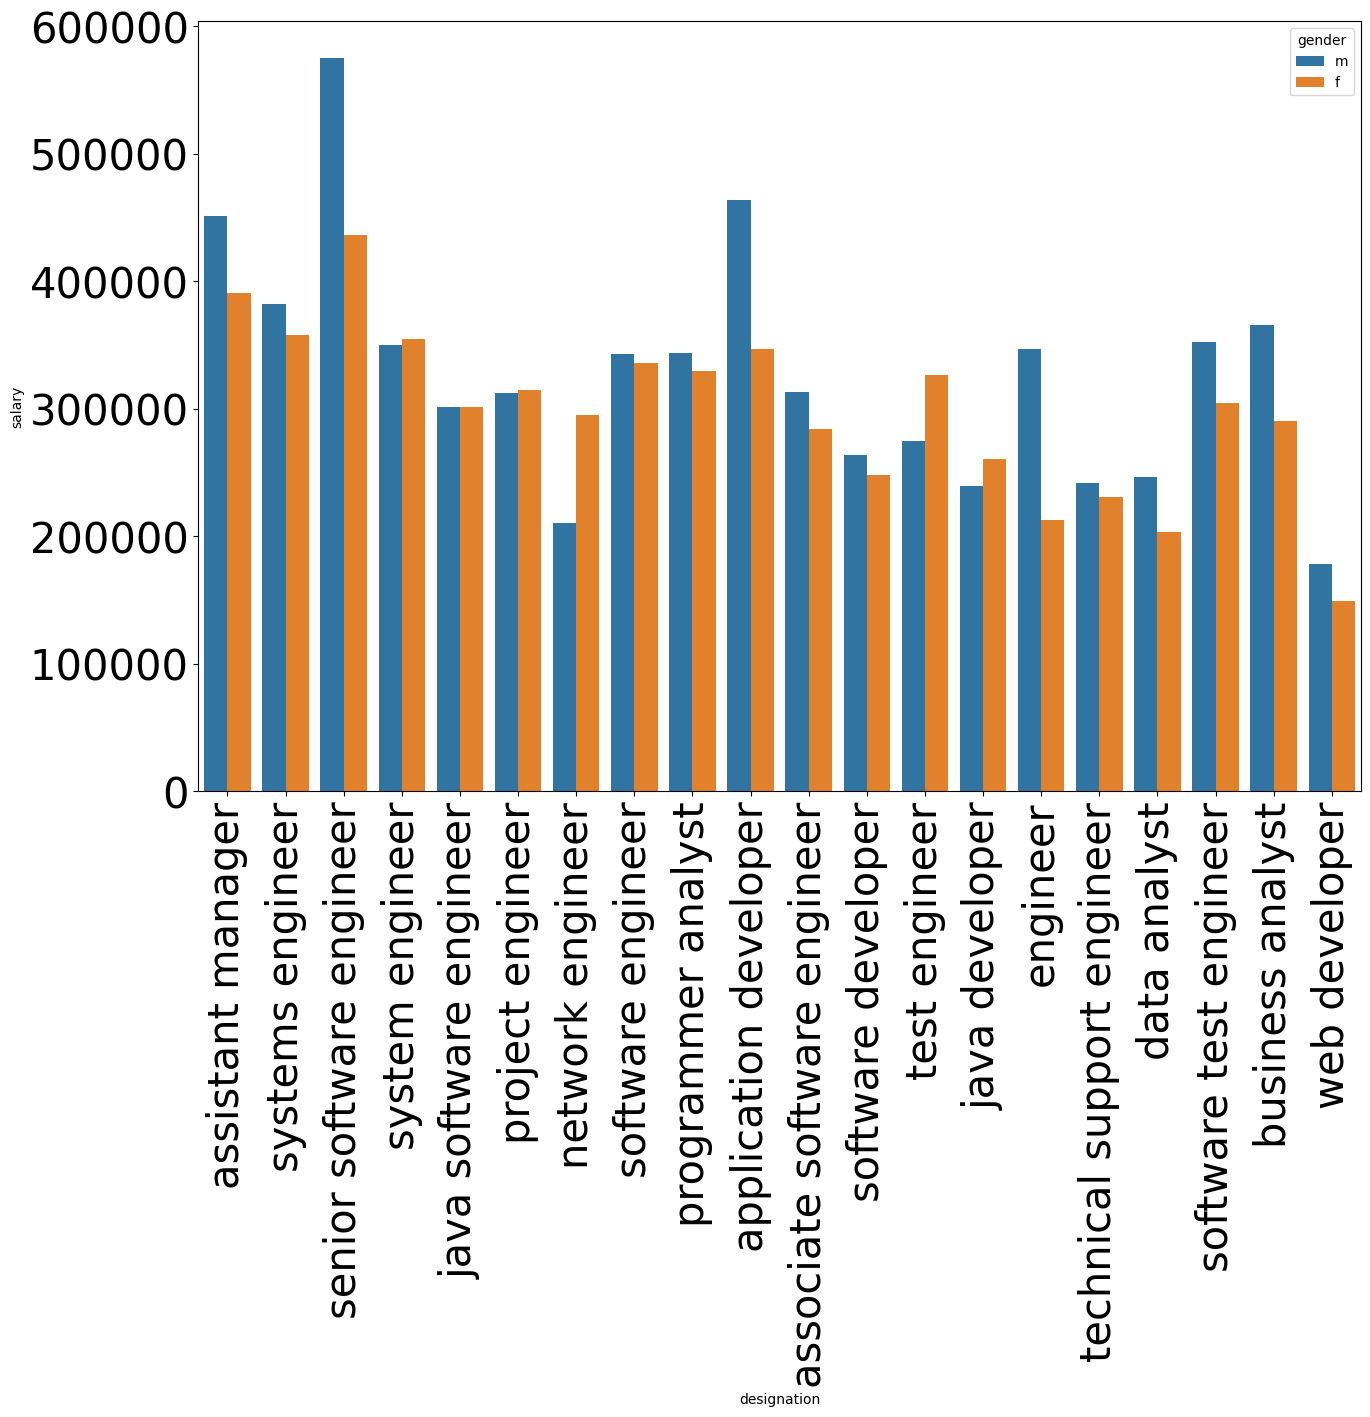 600000
500000
400000
300000
200000
100000
0
salary
gender
m
f
assistant manager
systems engineer
senior software engineer
system engineer
java software engineer
project engineer
network engineer
software engineer
programmer analyst
application developer
associate software engineer
software developer
test engineer
java developer
engineer
technical support engineer
data analyst
software test engineer
business analyst
web developer
designation